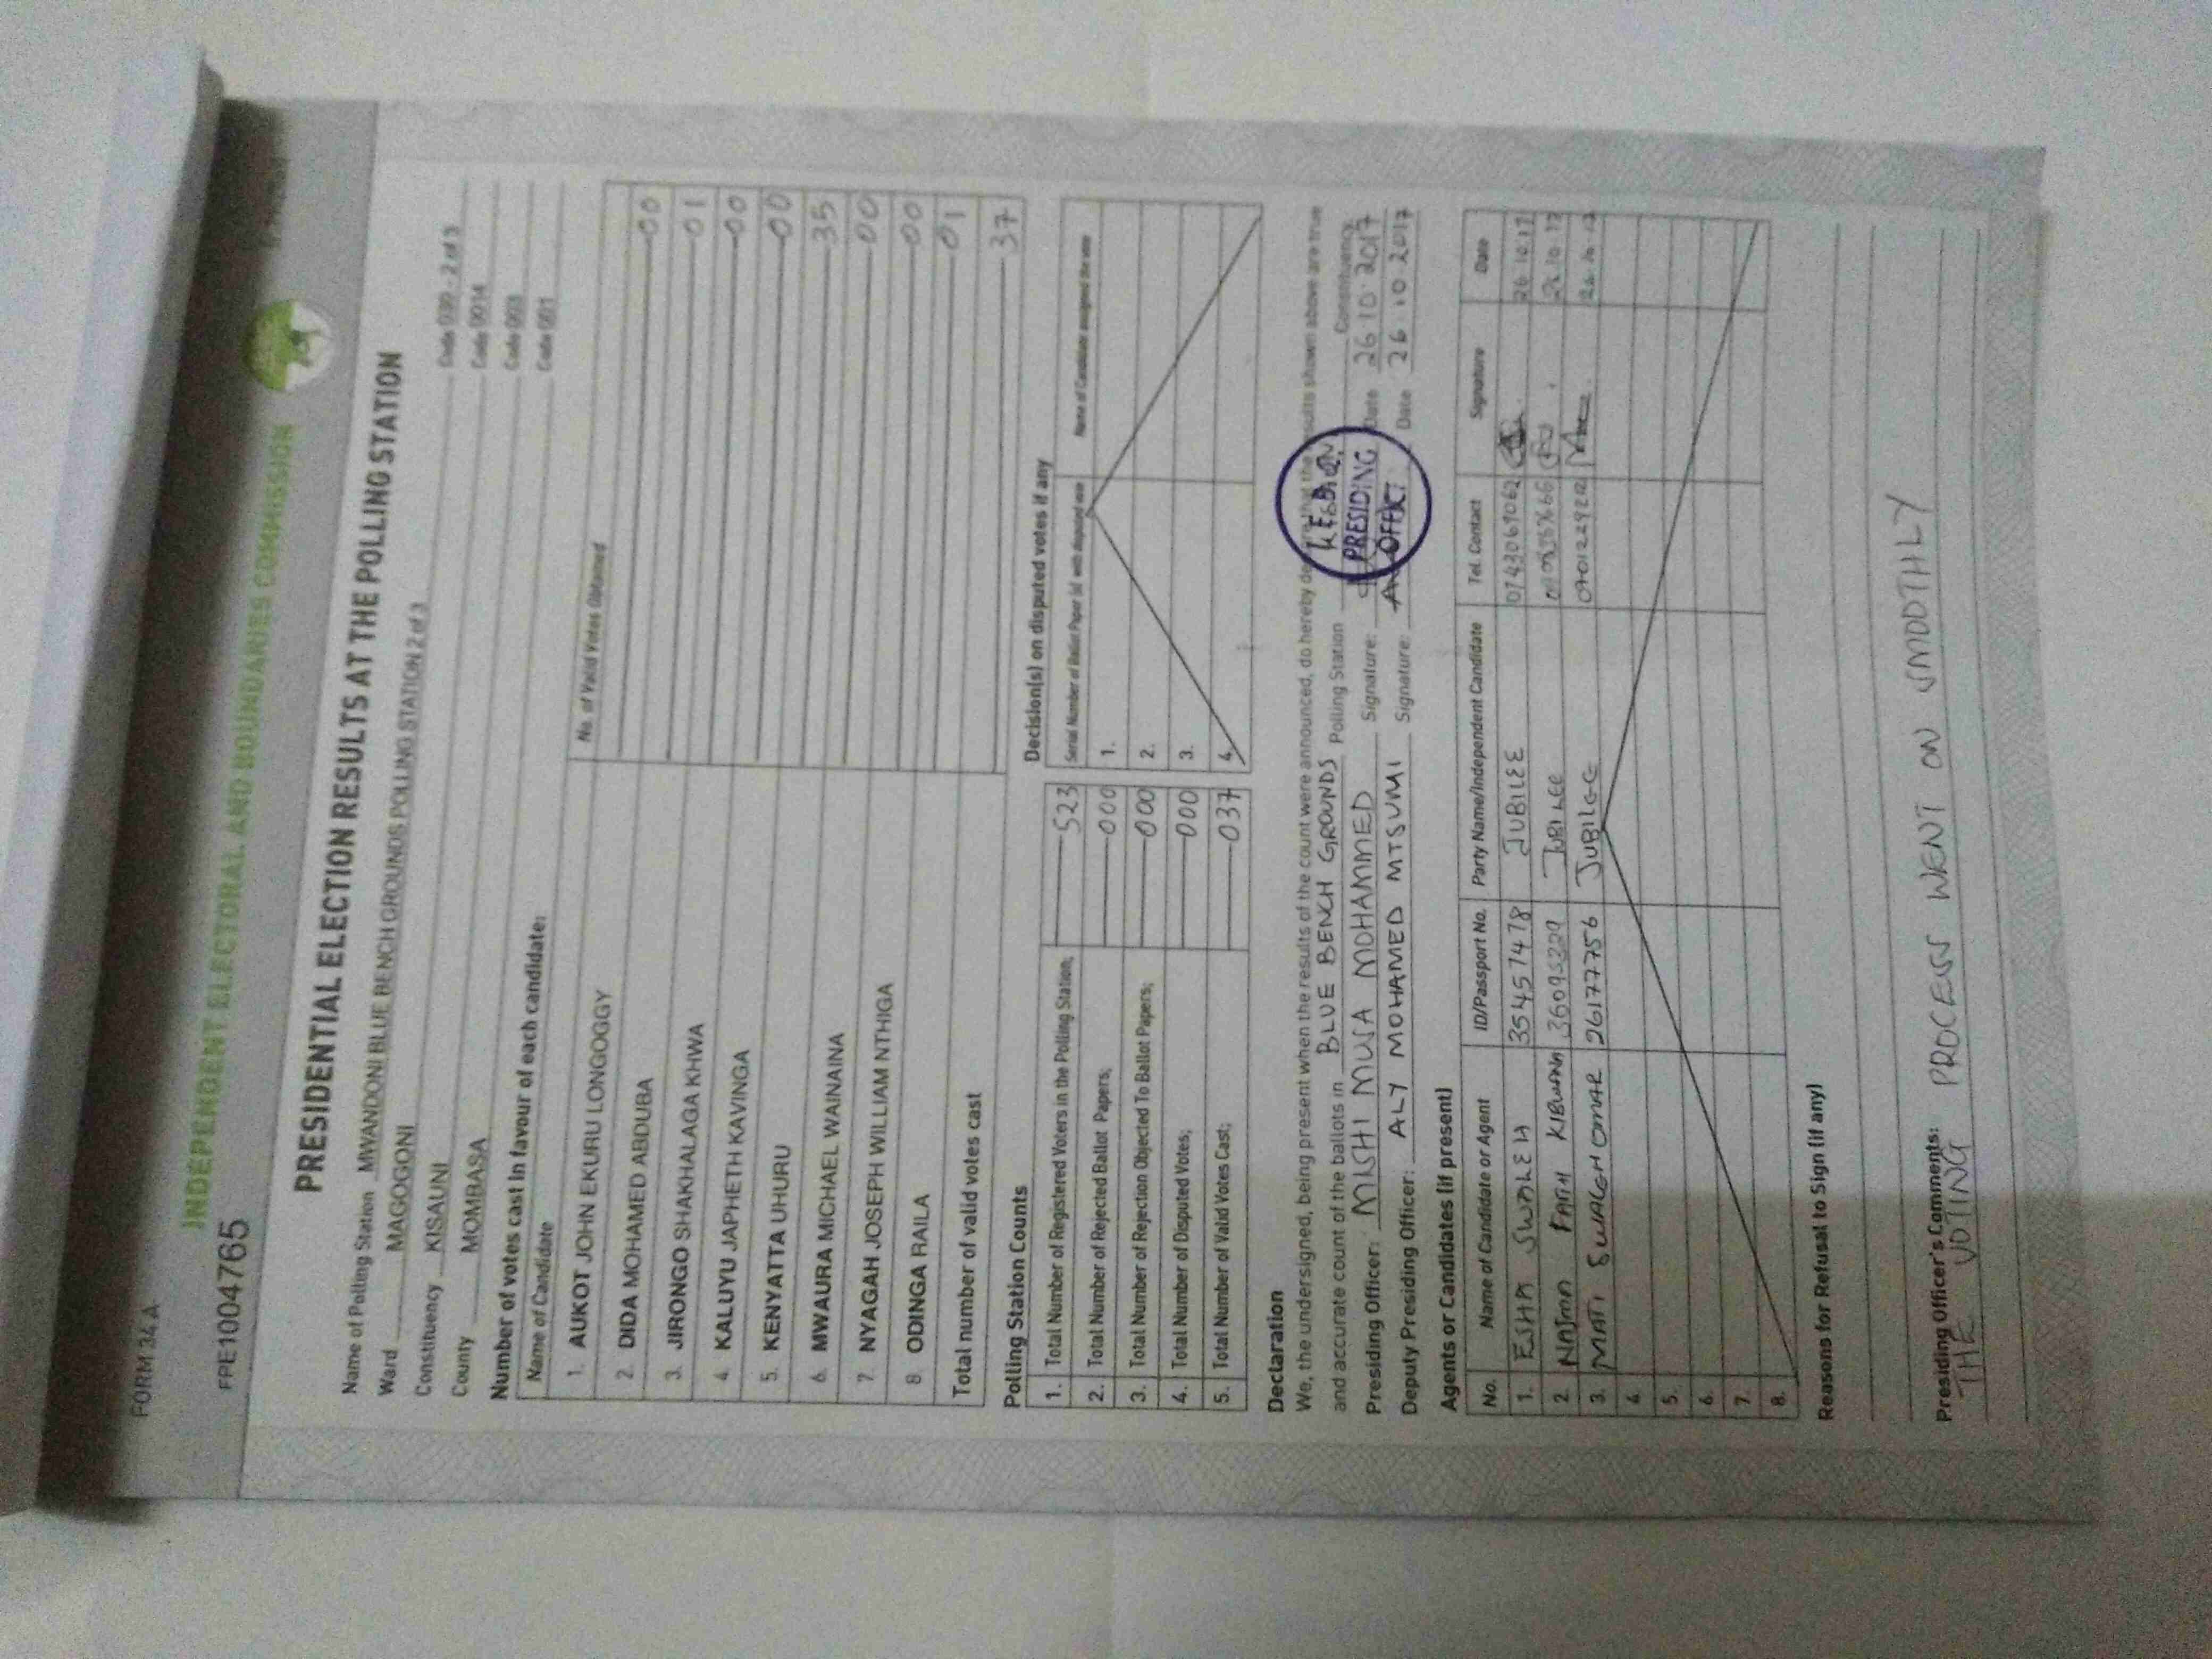 FORM 34 A
INDEPENDENT ELECTORAL AND BOUNDARIES COMMISSION
FPE1004765
PRESIDENTIAL ELECTION RESULTS AT THE POLLING STATION
Name of Polling Station MWANDONI BLUE BENCH GROUNDS POLLING STATION 2 of 3 Code 030 - 2 of 3
Ward MAGOGONI Code 0014
Constituency KISAUNI Code 003
County MOMBASA Code 001
Number of votes cast in favour of each candidate:
Name of Candidate No. of Valid Votes Obtained
1. AUKOT JOHN EKURU LONGOGGY 00
2. DIDA MOHAMED ABDUBA 01
3. JIRONGO SHAKHALAGA KHWA 00
4. KALUYU JAPHETH KAVINGA 00
5. KENYATTA UHURU 35
6. MWAURA MICHAEL WAINAINA 00
7. NYAGAH JOSEPH WILLIAM NTHIGA 00
8. ODINGA RAILA 01
Total number of valid votes cast 37
Polling Station Counts
1. Total Number of Registered Voters in the Polling Station; 523
2. Total Number of Rejected Ballot Papers; 000
3. Total Number of Rejection Objected To Ballot Papers; 000
4. Total Number of Disputed Votes; 000
5. Total Number of Valid Votes Cast; 037
Decision(s) on disputed votes if any
Serial Number of Ballot Paper (s) with disputed vote Name of Candidate assigned the vote
1.
2.
3.
4.
Declaration
We, the undersigned, being present when the results of the count were announced, do hereby declare that the results shown above are true
and accurate count of the ballots in BLUE BENCH GROUNDS Polling Station Constituency
Presiding Officer: MISHI MUSA MOHAMMED Signature: Date 26 10 2017
Deputy Presiding Officer: ALY MOHAMED MTSUMI Signature: Date 26 10 2017
PRESIDING
Agents or Candidates (if present)
No. Name of Candidate or Agent ID/Passport No. Party Name/Independent Candidate Tel. Contact Signature Date
1. ESHA SWALEH 35457478 JUBILEE 0743069062 26 10 17
2. NAJMA FAITH KIBWANA 36093229 JUBILEE 26 10 17
3. MATI SWALEH OMAR 26177756 JUBILEE 0701229212 26 10 17
4.
5.
6.
7.
8.
Reasons for Refusal to Sign (if any)
Presiding Officer's Comments: PROCESS WENT ON SMOOTHLY
THE VOTING